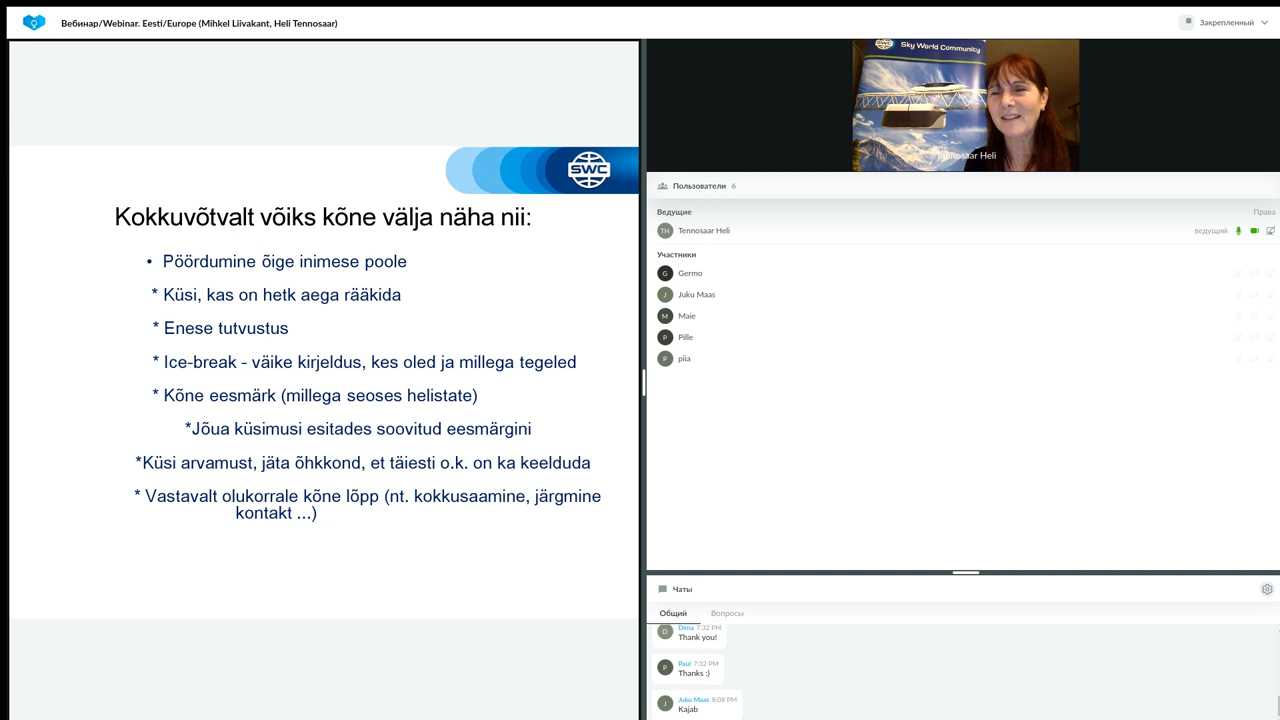 Вебинар/Webinar. Eesti/Europe (Mihkel Liivakant, Heli Tennosaar)
Закрепленный
SWC
Kokkuvõtvalt võiks kõne välja näha nii:
• Pöördumine õige inimese poole
* Küsi, kas on hetk aega rääkida
* Enese tutvustus
* Ice-break - väike kirjeldus, kes oled ja millega tegeled
* Kõne eesmärk (millega seoses helistate)
*Jõua küsimusi esitades soovitud eesmärgini
*Küsi arvamust, jäta õhkkond, et täiesti o.k. on ka keelduda
* Vastavalt olukorrale kõne lõpp (nt. kokkusaamine, järgmine
kontakt ...)
SWC Sky World Community
Tennosaar Heli
Пользователи 6
Ведущие Права
TH Tennosaar Heli ведущий
Участники
G Germo
J Juku Maas
M Maie
P Pille
P piia
Чаты
Общий Вопросы
D Dima 7:32 PM
Thank you!
P Paul 7:32 PM
Thanks :)
J Juku Maas 8:08 PM
Kajab